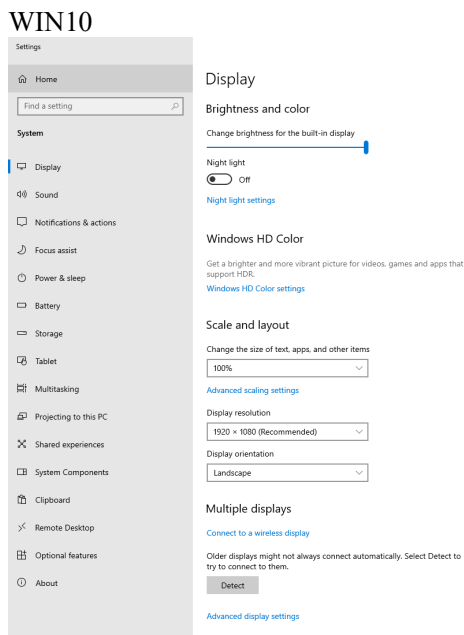 WIN10
Settings
Home
Find a setting
System
Display
Sound
Notifications & actions
Focus assist
Power & sleep
Battery
Storage
Tablet
Multitasking
Projecting to this PC
Shared experiences
System Components
Clipboard
Remote Desktop
Optional features
About
Display
Brightness and color
Change brightness for the built-in display
Night light
Off
Night light settings
Windows HD Color
Get a brighter and more vibrant picture for videos, games and apps that
support HDR.
Windows HD Color settings
Scale and layout
Change the size of text, apps, and other items
100%
Advanced scaling settings
Display resolution
1920 × 1080 (Recommended)
Display orientation
Landscape
Multiple displays
Connect to a wireless display
Older displays might not always connect automatically. Select Detect to
try to connect to them.
Detect
Advanced display settings